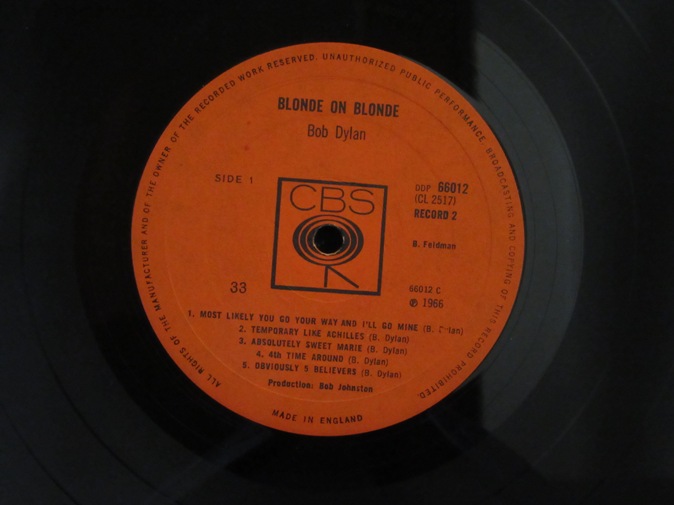 ALL RIGHTS OF THE MANUFACTURER AND OF THE OWNER OF THE RECORDED WORK RESERVED. UNAUTHORIZED PUBLIC PERFORMANCE, BROADCASTING AND COPYING OF THIS RECORD PROHIBITED.
BLONDE ON BLONDE
Bob Dylan
SIDE 1
CBS
DDP 66012
(CL 2517)
RECORD 2
B. Feldman
33
66012 C
℗ 1966
1. MOST LIKELY YOU GO YOUR WAY AND I'LL GO MINE (B. Dylan)
2. TEMPORARY LIKE ACHILLES (B. Dylan)
3. ABSOLUTELY SWEET MARIE (B. Dylan)
4. 4th TIME AROUND (B. Dylan)
5. OBVIOUSLY 5 BELIEVERS (B. Dylan)
Production: Bob Johnston
MADE IN ENGLAND